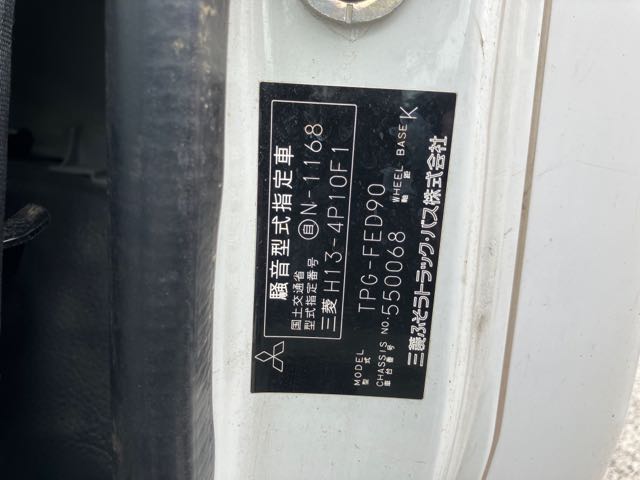 騒音型式指定車
国土交通省
型式指定番号 自N-1168
三菱 H13-4P10F1
MODEL
型式 TPG-FED90
CHASSIS NO.
車台番号 550068 WHEEL BASE
軸距 K
三菱ふそうトラック・バス株式会社